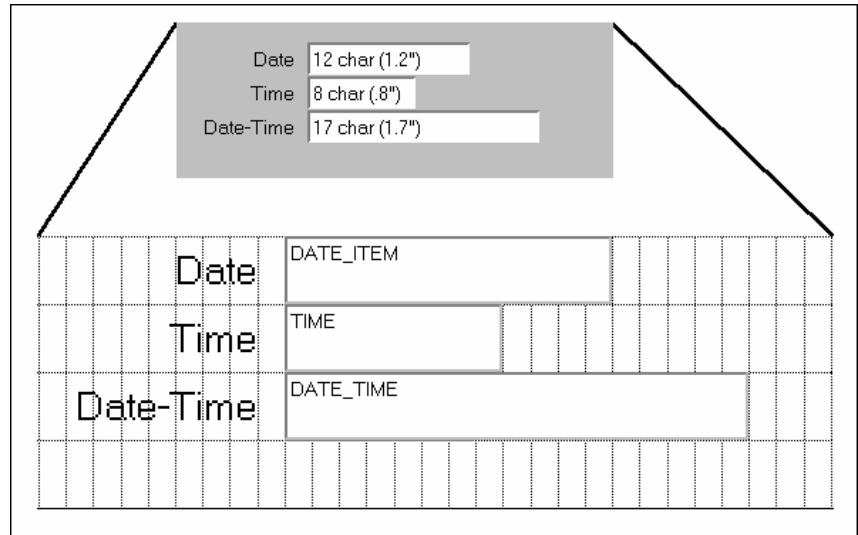 Date 12 char (1.2")
Time 8 char (.8")
Date-Time 17 char (1.7")
Date DATE_ITEM
Time TIME
Date-Time DATE_TIME